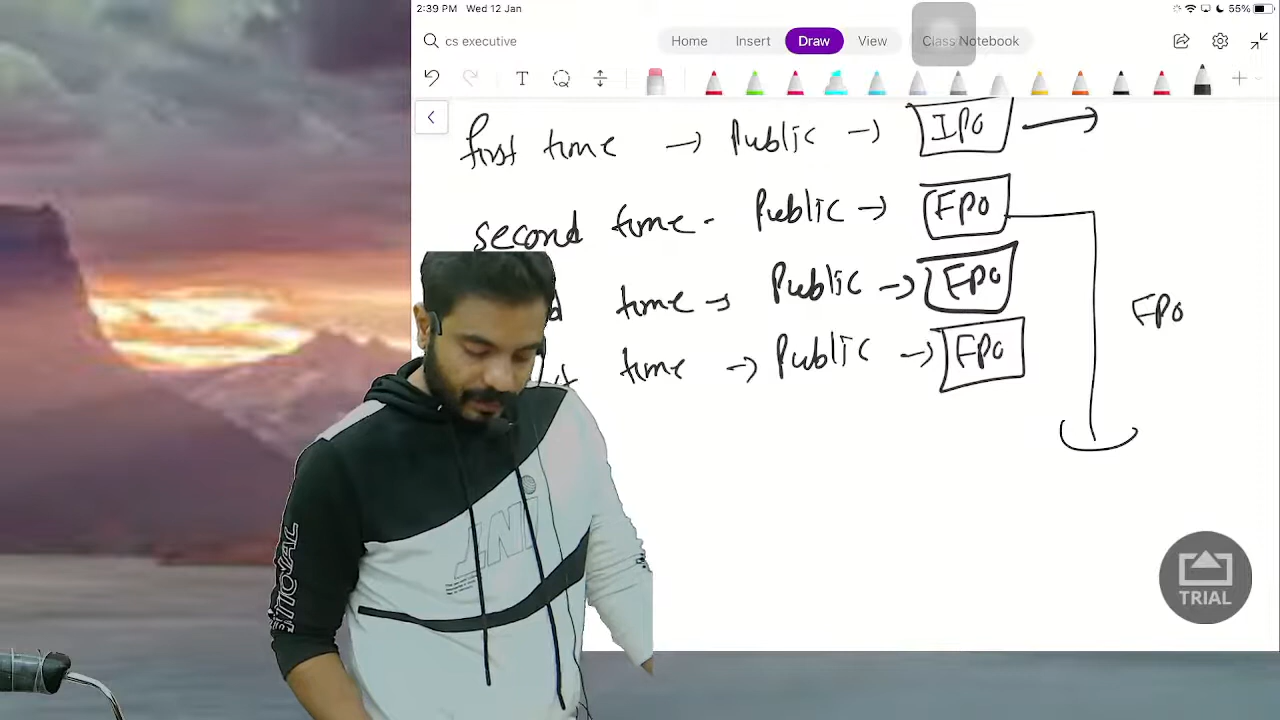 2:39 PM Wed 12 Jan
55%
cs executive
Home Insert Draw View Class Notebook
T
first time → Public → IPO →
second time - Public → FPO
time → Public → FPO
FPO
time → Public → FPO
TRIAL